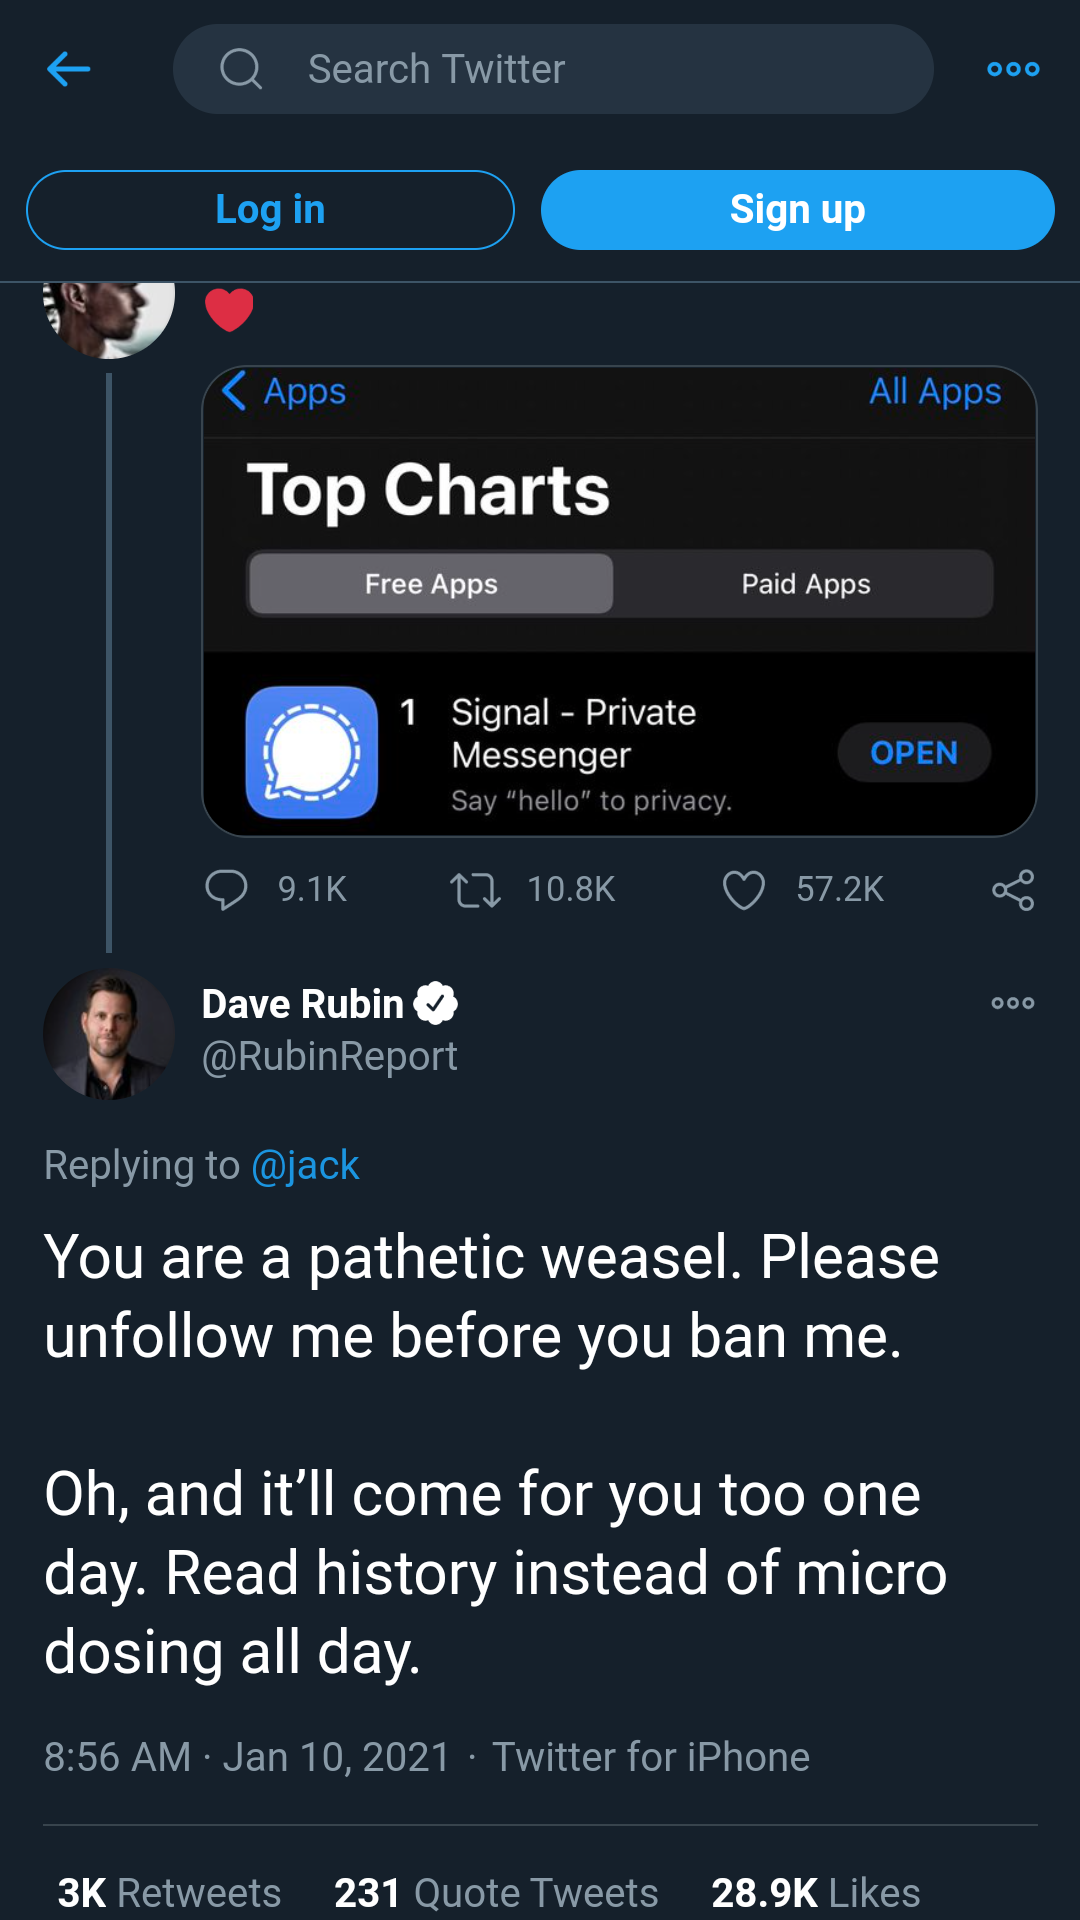 Search Twitter
Log in
Sign up
❤️
Apps
All Apps
Top Charts
Free Apps
Paid Apps
1 Signal - Private
Messenger
OPEN
Say “hello” to privacy.
9.1K
10.8K
57.2K
Dave Rubin
@RubinReport
Replying to @jack
You are a pathetic weasel. Please
unfollow me before you ban me.
Oh, and it’ll come for you too one
day. Read history instead of micro
dosing all day.
8:56 AM · Jan 10, 2021 · Twitter for iPhone
3K Retweets 231 Quote Tweets 28.9K Likes